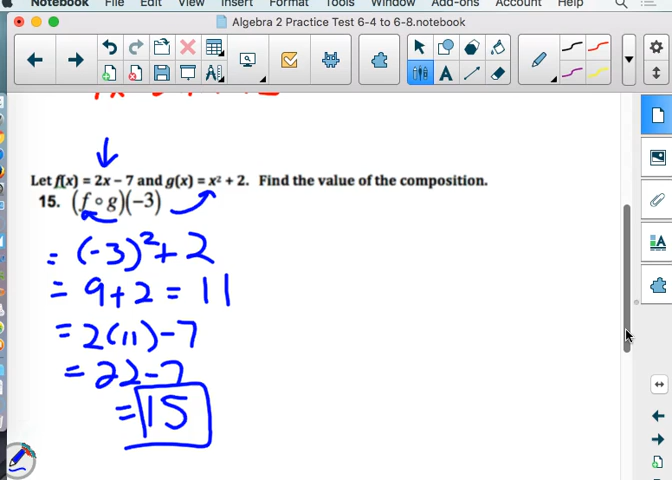 Notebook File Edit View Insert Format Tools Window Account Help
Algebra 2 Practice Test 6-4 to 6-8.notebook
Let f(x) = 2x – 7 and g(x) = x² + 2. Find the value of the composition.
15. (f ∘ g)(−3)
= (-3)² + 2
= 9 + 2 = 11
= 2(11) - 7
= 22 - 7
= 15